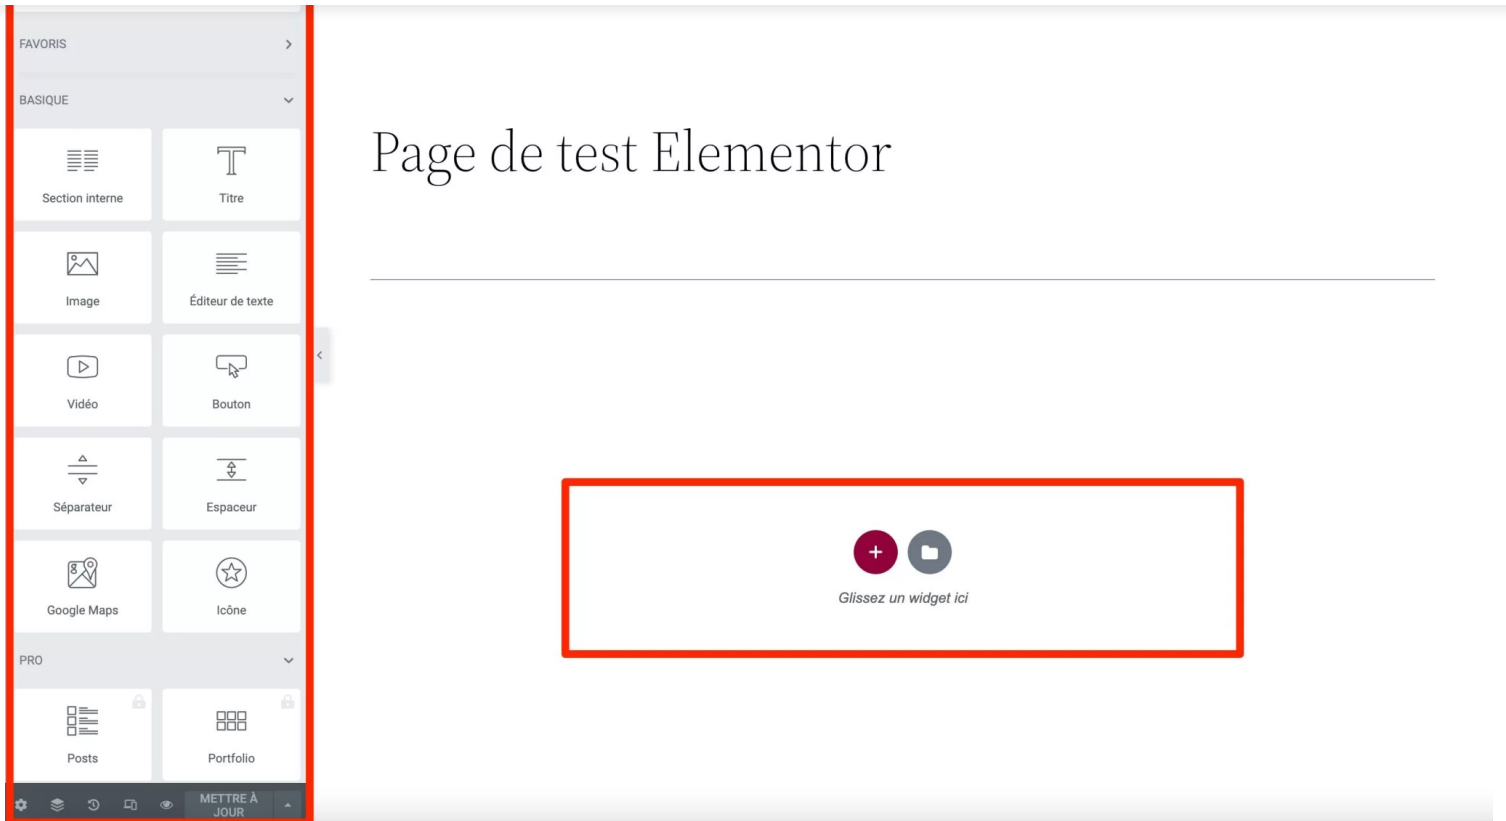 FAVORIS
BASIQUE
Section interne
Titre
Image
Éditeur de texte
Vidéo
Bouton
Séparateur
Espaceur
Google Maps
Icône
PRO
Posts
Portfolio
METTRE À
JOUR
Page de test Elementor
Glissez un widget ici